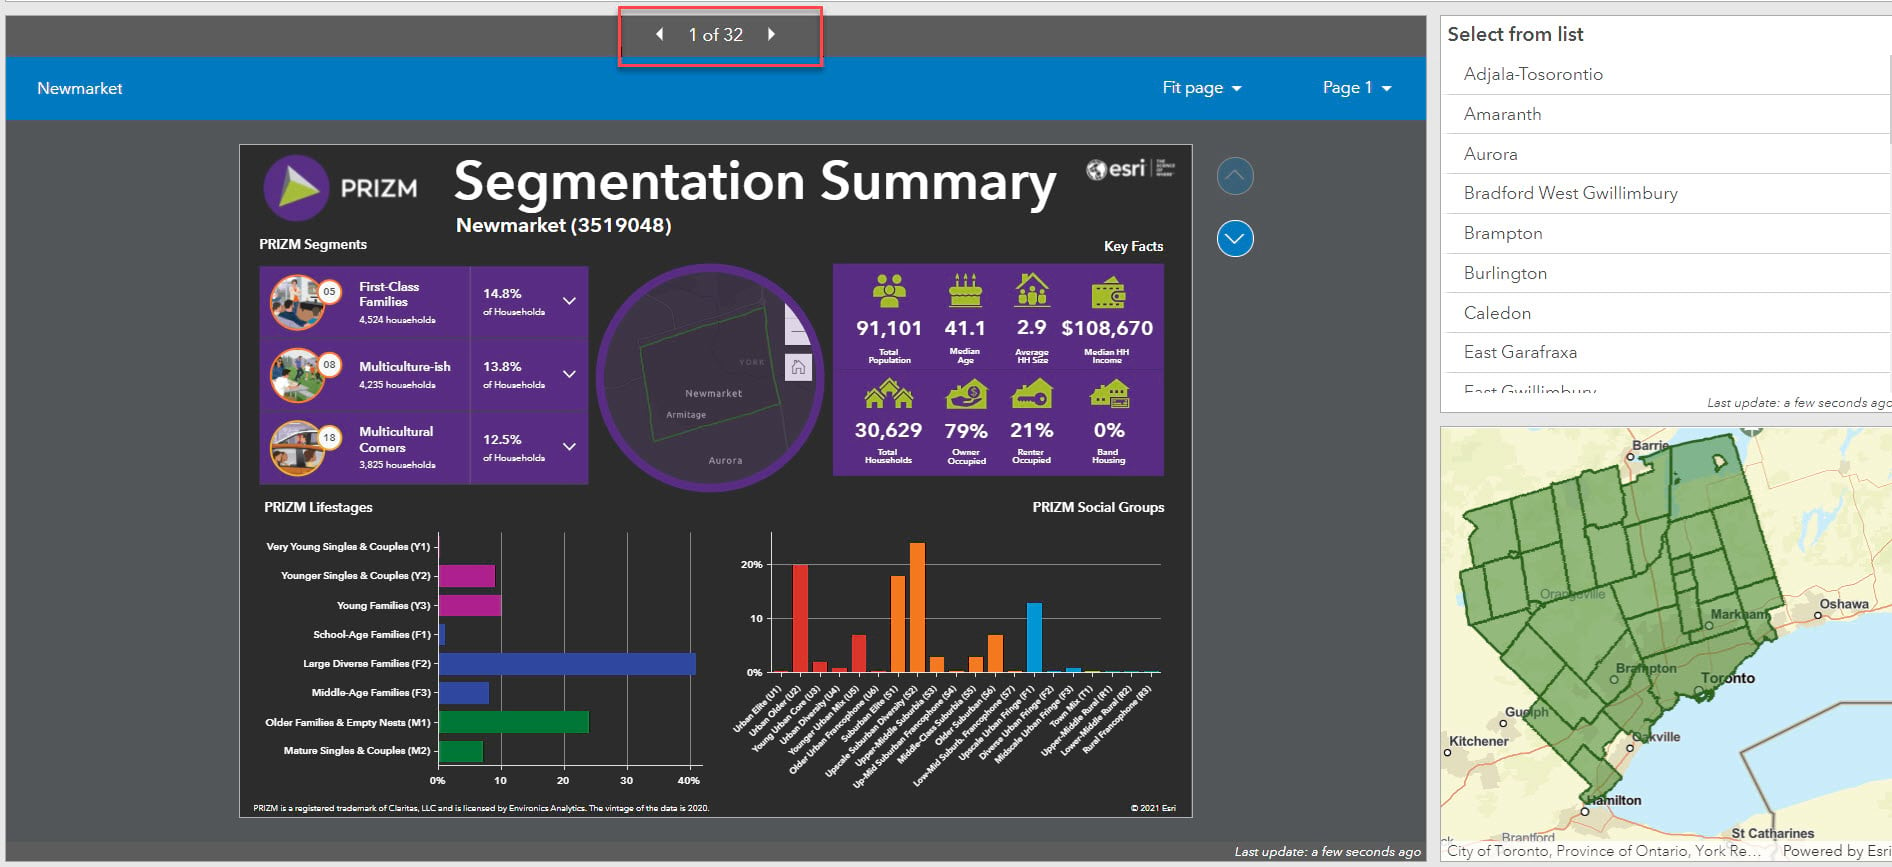 1 of 32
Newmarket
Fit page
Page 1
PRIZM
Segmentation Summary
Newmarket (3519048)
esri
THE
SCIENCE
OF
WHERE
PRIZM Segments
Key Facts
05
First-Class
Families
4,524 households
14.8%
of Households
08
Multiculture-ish
4,235 households
13.8%
of Households
18
Multicultural
Corners
3,825 households
12.5%
of Households
YORK
Newmarket
Armitage
Aurora
91,101
Total
Population
41.1
Median
Age
2.9
Average
HH Size
$108,670
Median HH
Income
30,629
Total
Households
79%
Owner
Occupied
21%
Renter
Occupied
0%
Band
Housing
PRIZM Lifestages
Very Young Singles & Couples (Y1)
Younger Singles & Couples (Y2)
Young Families (Y3)
School-Age Families (F1)
Large Diverse Families (F2)
Middle-Age Families (F3)
Older Families & Empty Nests (M1)
Mature Singles & Couples (M2)
0%
10
20
30
40%
PRIZM Social Groups
20%
10
0%
Urban Elite (U1)
Urban Older (U2)
Young Urban Core (U3)
Urban Diversity (U4)
Younger Urban Mix (U5)
Older Urban Francophone (U6)
Suburban Elite (S1)
Upscale Suburban Diversity (S2)
Upper-Middle Suburbia (S3)
Up-Mid Suburban Francophone (S4)
Middle-Class Suburbia (S5)
Older Suburban (S6)
Low-Mid Suburb. Francophone (S7)
Upscale Urban Fringe (F1)
Diverse Urban Fringe (F2)
Midscale Urban Fringe (F3)
Town Mix (T1)
Upper-Middle Rural (R1)
Lower-Middle Rural (R2)
Rural Francophone (R3)
PRIZM is a registered trademark of Claritas, LLC and is licensed by Environics Analytics. The vintage of the data is 2020.
© 2021 Esri
Last update: a few seconds ago
Select from list
Adjala-Tosorontio
Amaranth
Aurora
Bradford West Gwillimbury
Brampton
Burlington
Caledon
East Garafraxa
East Gwillimbury
Last update: a few seconds ago
Barrie
Orangeville
Markham
Oshawa
Brampton
Toronto
Guelph
Oakville
Kitchener
Hamilton
Brantford
St Catharines
City of Toronto, Province of Ontario, York Re...
Powered by Esri